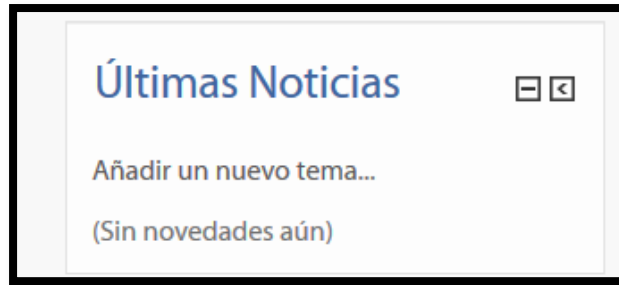 Últimas Noticias
Añadir un nuevo tema...
(Sin novedades aún)